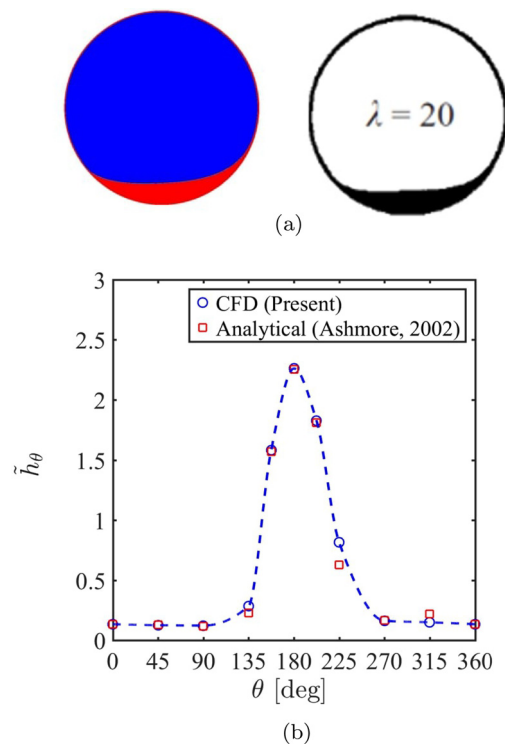 λ = 20
(a)
3
2.5
2
1.5
1
0.5
0
h̃θ
CFD (Present)
Analytical (Ashmore, 2002)
0 45 90 135 180 225 270 315 360
θ [deg]
(b)